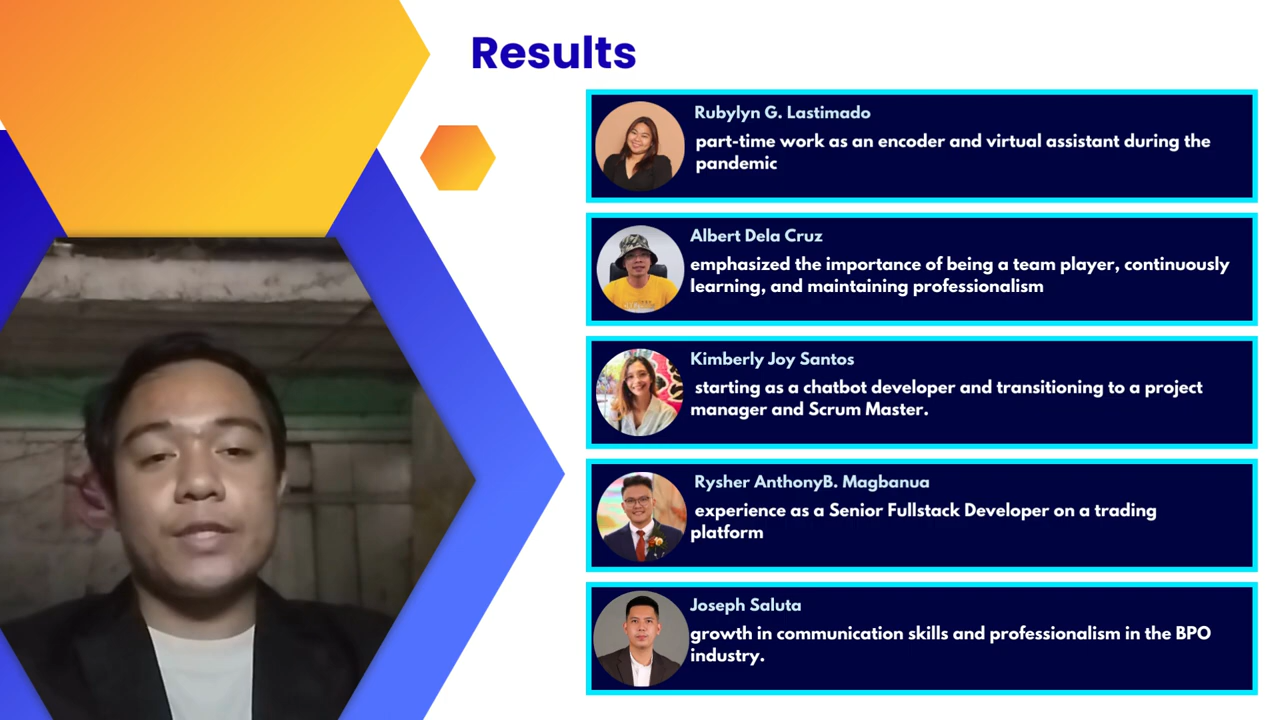 Results
Rubylyn G. Lastimado
part-time work as an encoder and virtual assistant during the
pandemic
Albert Dela Cruz
emphasized the importance of being a team player, continuously
learning, and maintaining professionalism
Kimberly Joy Santos
starting as a chatbot developer and transitioning to a project
manager and Scrum Master.
Rysher AnthonyB. Magbanua
experience as a Senior Fullstack Developer on a trading
platform
Joseph Saluta
growth in communication skills and professionalism in the BPO
industry.